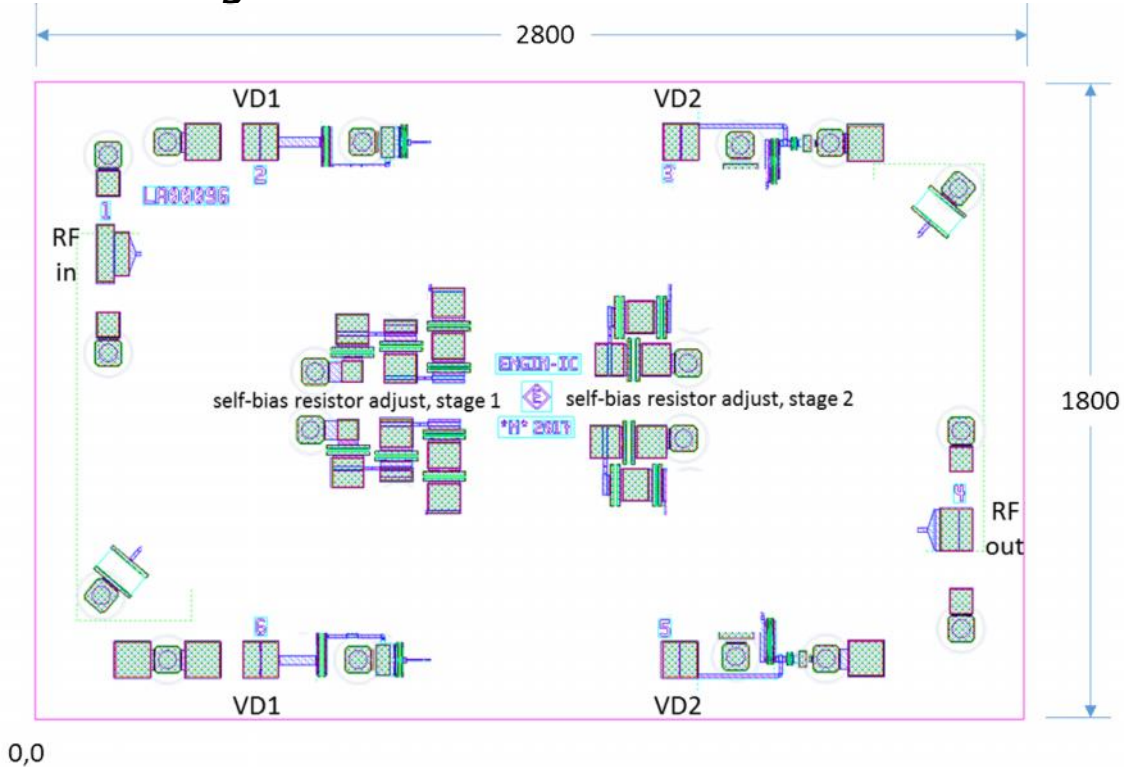 2800
VD1
VD2
2
3
LA0009G
1
RF
in
ENGIN-IC
self-bias resistor adjust, stage 1
E
self-bias resistor adjust, stage 2
1800
*M* 2017
4
RF
out
6
5
VD1
VD2
0,0